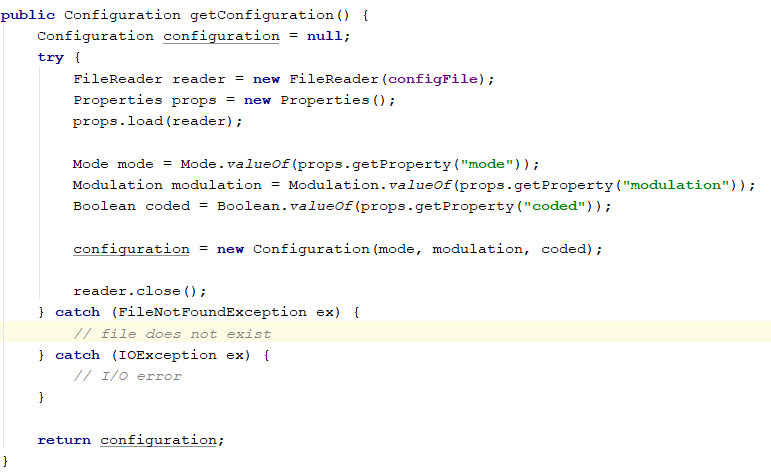 public Configuration getConfiguration() {
    Configuration configuration = null;
    try {
        FileReader reader = new FileReader(configFile);
        Properties props = new Properties();
        props.load(reader);

        Mode mode = Mode.valueOf(props.getProperty("mode"));
        Modulation modulation = Modulation.valueOf(props.getProperty("modulation"));
        Boolean coded = Boolean.valueOf(props.getProperty("coded"));

        configuration = new Configuration(mode, modulation, coded);

        reader.close();
    } catch (FileNotFoundException ex) {
        // file does not exist
    } catch (IOException ex) {
        // I/O error
    }

    return configuration;
}